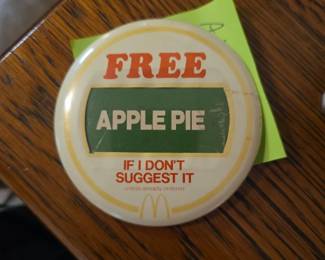 FREE
APPLE PIE
IF I DON'T
SUGGEST IT